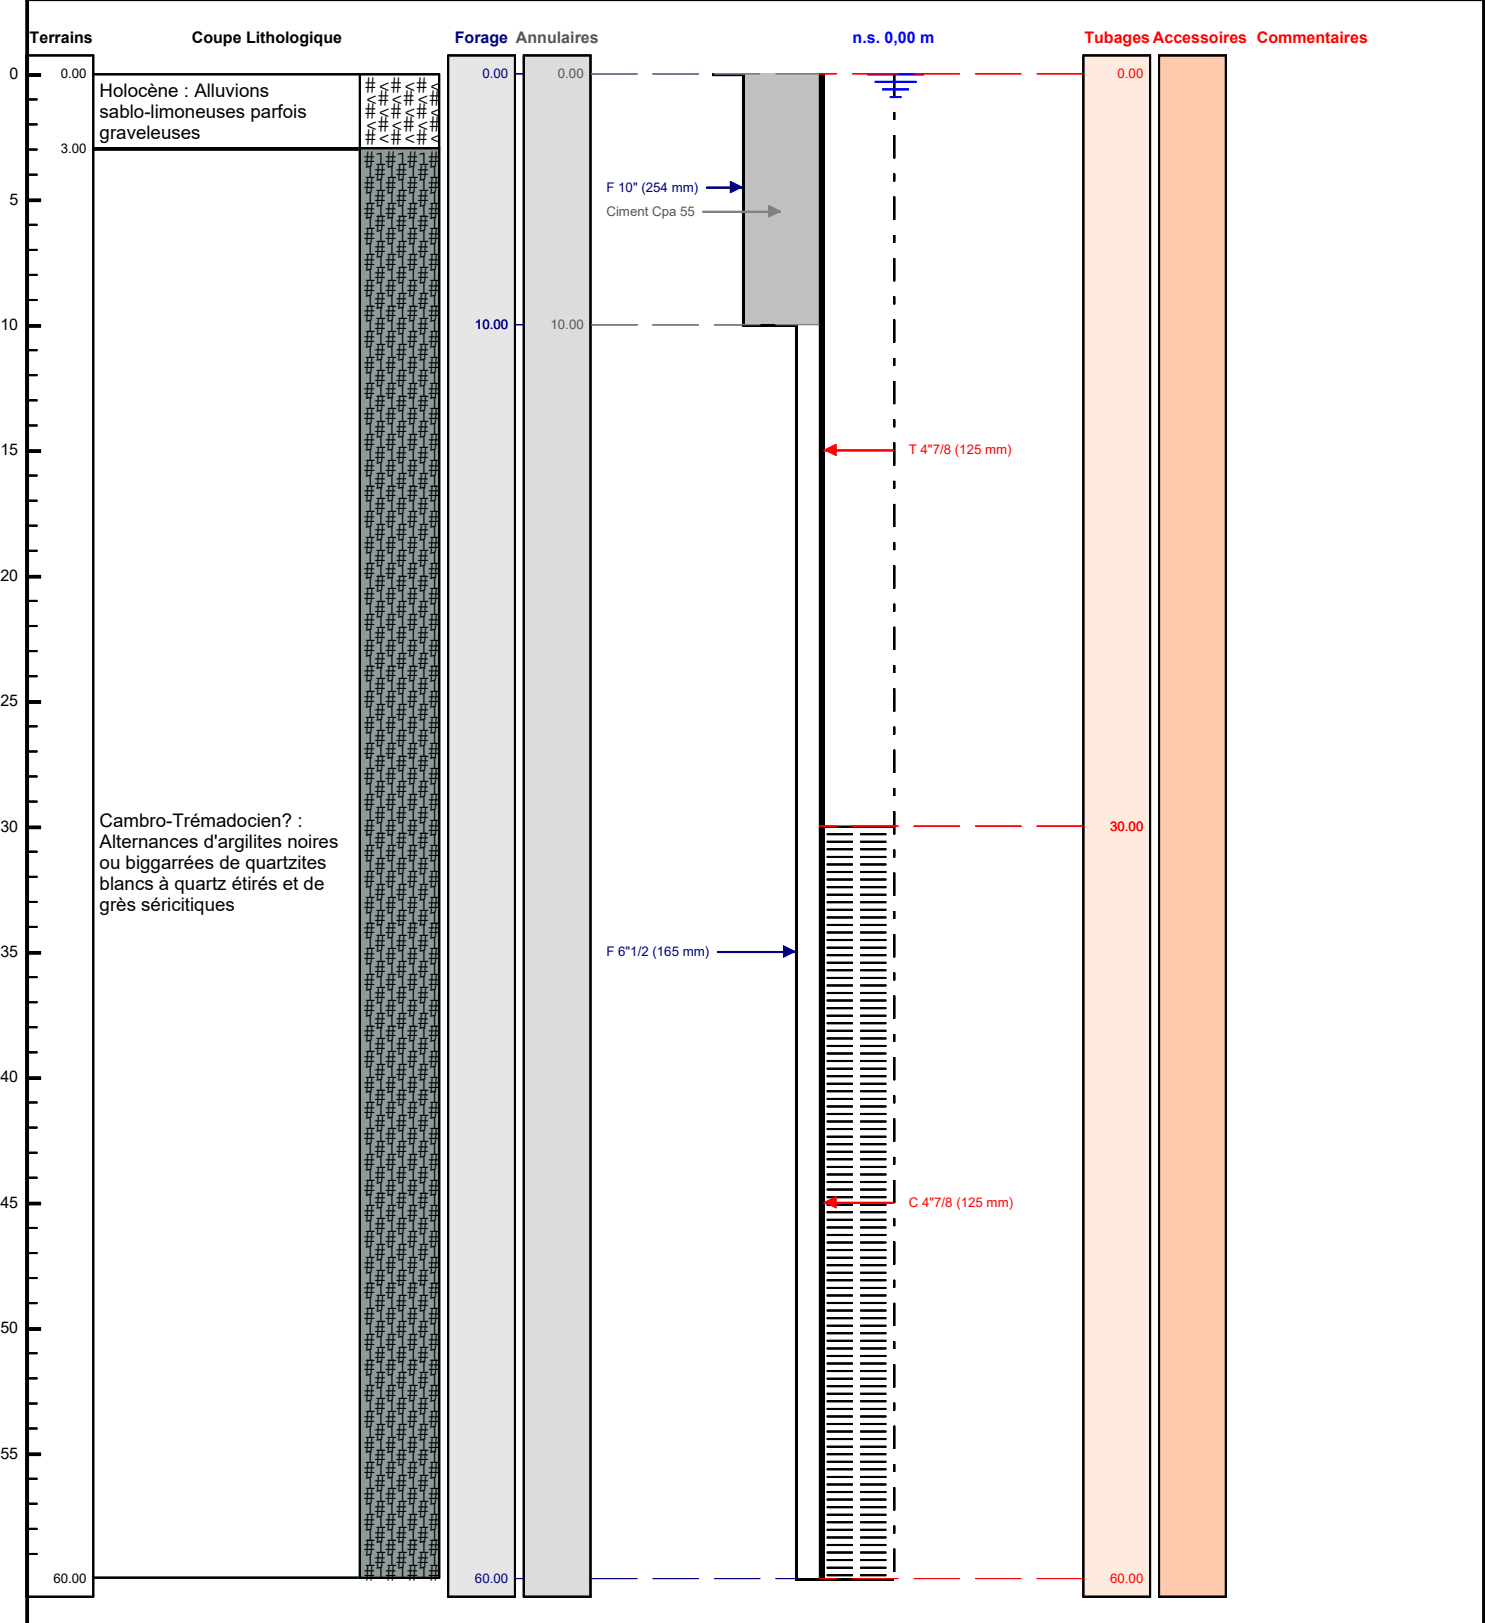 Terrains Coupe Lithologique Forage Annulaires n.s. 0,00 m Tubages Accessoires Commentaires
0 0.00 0.00 0.00 0.00
Holocène : Alluvions
sablo-limoneuses parfois
graveleuses
3.00
F 10" (254 mm)
5
Ciment Cpa 55
10 10.00 10.00
15 T 4"7/8 (125 mm)
20
25
30 30.00
Cambro-Trémadocien? :
Alternances d'argilites noires
ou biggarrées de quartzites
blancs à quartz étirés et de
grès séricitiques
35 F 6"1/2 (165 mm)
40
45 C 4"7/8 (125 mm)
50
55
60.00 60.00 60.00